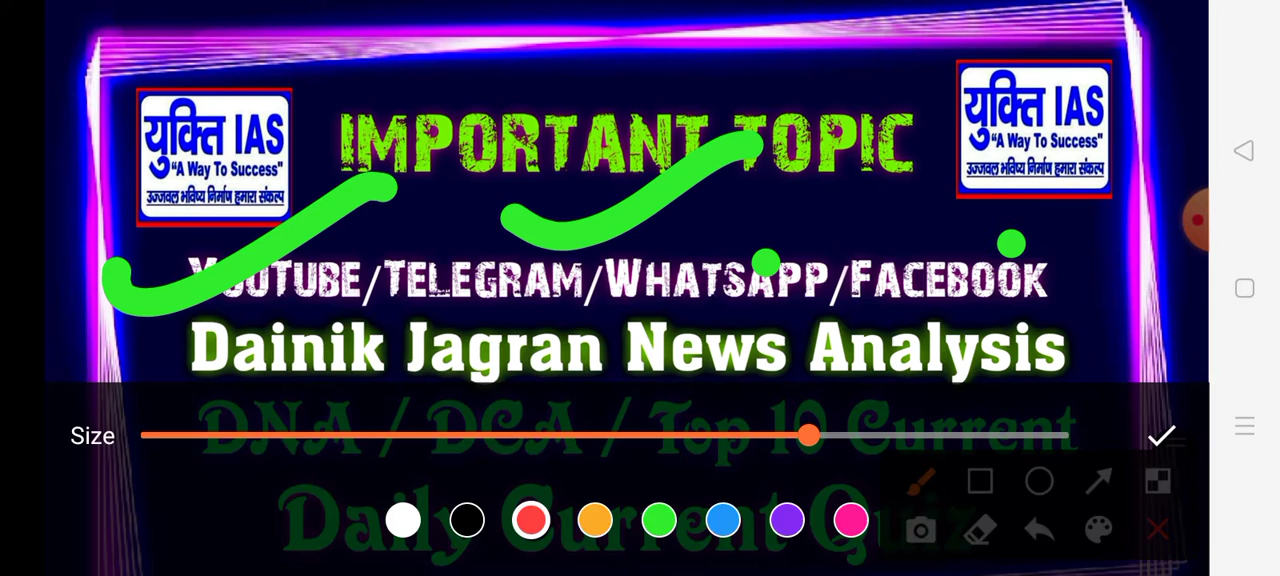 युक्ति IAS
"A Way To Success"
उज्जवल भविष्य निर्माण हमारा संकल्प
IMPORTANT TOPIC
युक्ति IAS
"A Way To Success"
उज्जवल भविष्य निर्माण हमारा संकल्प
YOUTUBE/TELEGRAM/WHATSAPP/FACEBOOK
Dainik Jagran News Analysis
DNA / DCA / Top 10 Current
Size
Daily Current Quiz